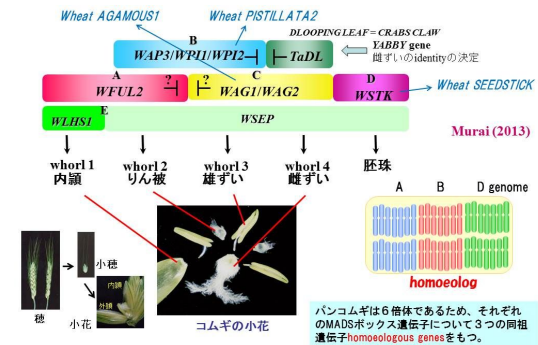 Wheat AGAMOUS1
Wheat PISTILLATA2
DLOOPING LEAF = CRABS CLAW
B
WAP3/WPI1/WPI2
TaDL
YABBY gene
雌ずいのidentityの決定
A
WFUL2
?
?
C
WAG1/WAG2
D
WSTK
Wheat SEEDSTICK
WLHS1
E
WSEP
Murai (2013)
whorl 1
内穎
whorl 2
りん被
whorl 3
雄ずい
whorl 4
雌ずい
胚珠
A B D genome
homoeolog
穂
小穂
内穎
外穎
小花
コムギの小花
パンコムギは６倍体であるため、それぞれ
のMADSボックス遺伝子について３つの同祖
遺伝子homoeologous genesをもつ。